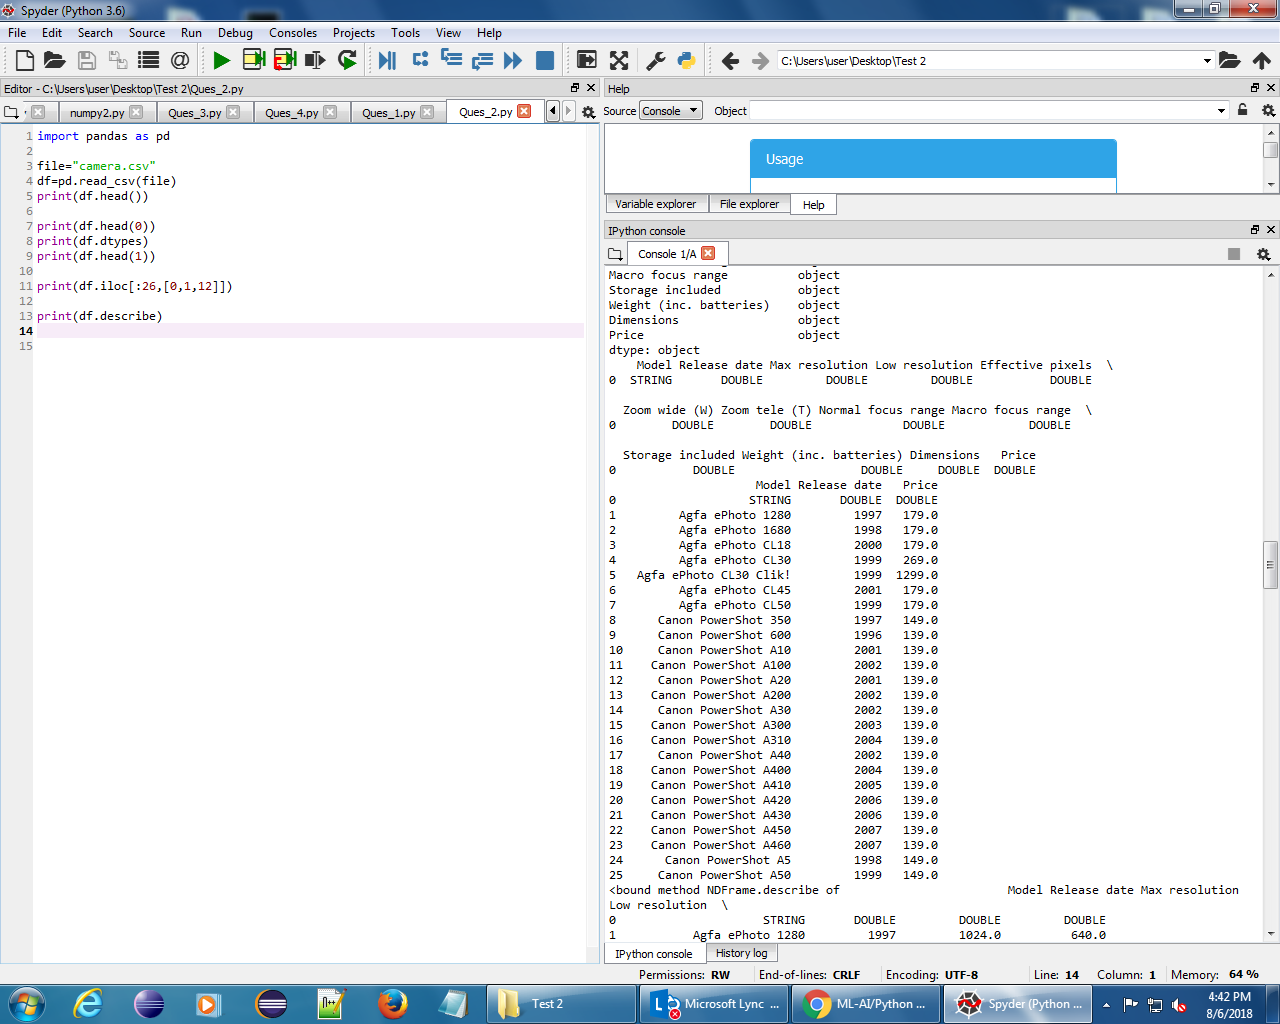 Spyder (Python 3.6)
File Edit Search Source Run Debug Consoles Projects Tools View Help
C:\Users\user\Desktop\Test 2
Editor - C:\Users\user\Desktop\Test 2\Ques_2.py
numpy2.py Ques_3.py Ques_4.py Ques_1.py Ques_2.py
1 import pandas as pd
2
3 file="camera.csv"
4 df=pd.read_csv(file)
5 print(df.head())
6
7 print(df.head(0))
8 print(df.dtypes)
9 print(df.head(1))
10
11 print(df.iloc[:26,[0,1,12]])
12
13 print(df.describe)
14
15
Help
Source Console Object
Usage
Variable explorer File explorer Help
IPython console
Console 1/A
Macro focus range object
Storage included object
Weight (inc. batteries) object
Dimensions object
Price object
dtype: object
Model Release date Max resolution Low resolution Effective pixels \
0 STRING DOUBLE DOUBLE DOUBLE DOUBLE
Zoom wide (W) Zoom tele (T) Normal focus range Macro focus range \
0 DOUBLE DOUBLE DOUBLE DOUBLE
Storage included Weight (inc. batteries) Dimensions Price
0 DOUBLE DOUBLE DOUBLE DOUBLE
Model Release date Price
0 STRING DOUBLE DOUBLE
1 Agfa ePhoto 1280 1997 179.0
2 Agfa ePhoto 1680 1998 179.0
3 Agfa ePhoto CL18 2000 179.0
4 Agfa ePhoto CL30 1999 269.0
5 Agfa ePhoto CL30 Clik! 1999 1299.0
6 Agfa ePhoto CL45 2001 179.0
7 Agfa ePhoto CL50 1999 179.0
8 Canon PowerShot 350 1997 149.0
9 Canon PowerShot 600 1996 139.0
10 Canon PowerShot A10 2001 139.0
11 Canon PowerShot A100 2002 139.0
12 Canon PowerShot A20 2001 139.0
13 Canon PowerShot A200 2002 139.0
14 Canon PowerShot A30 2002 139.0
15 Canon PowerShot A300 2003 139.0
16 Canon PowerShot A310 2004 139.0
17 Canon PowerShot A40 2002 139.0
18 Canon PowerShot A400 2004 139.0
19 Canon PowerShot A410 2005 139.0
20 Canon PowerShot A420 2006 139.0
21 Canon PowerShot A430 2006 139.0
22 Canon PowerShot A450 2007 139.0
23 Canon PowerShot A460 2007 139.0
24 Canon PowerShot A5 1998 149.0
25 Canon PowerShot A50 1999 149.0
<bound method NDFrame.describe of Model Release date Max resolution
Low resolution \
0 STRING DOUBLE DOUBLE DOUBLE
1 Agfa ePhoto 1280 1997 1024.0 640.0
IPython console History log
Permissions: RW End-of-lines: CRLF Encoding: UTF-8 Line: 14 Column: 1 Memory: 64 %
Test 2 Microsoft Lync ... ML-AI/Python ... Spyder (Python ...
4:42 PM
8/6/2018